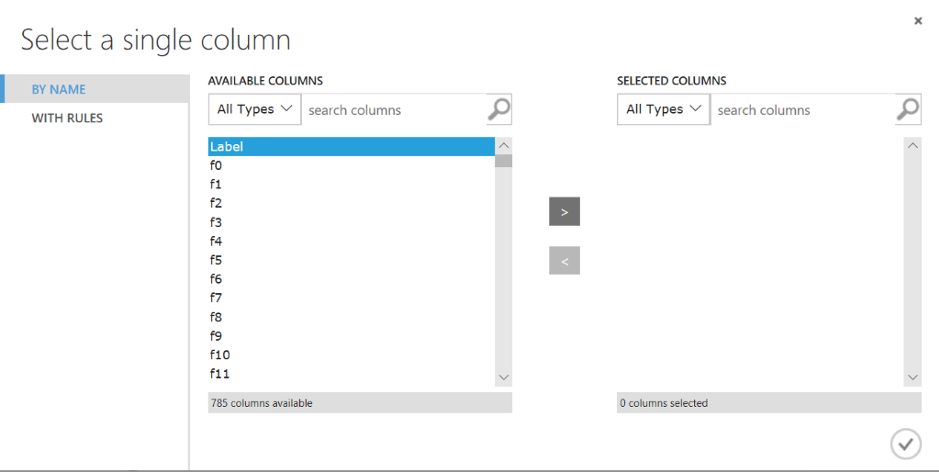 Select a single column
BY NAME
WITH RULES
AVAILABLE COLUMNS
All Types
search columns
Label
f0
f1
f2
f3
f4
f5
f6
f7
f8
f9
f10
f11
785 columns available
>
<
SELECTED COLUMNS
All Types
search columns
0 columns selected